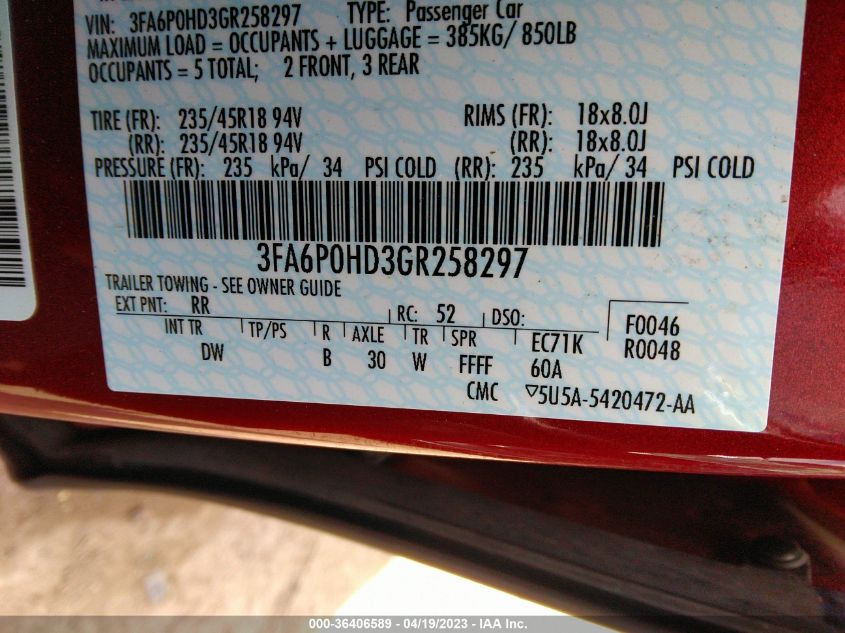 VIN: 3FA6P0HD3GR258297 TYPE: Passenger Car
MAXIMUM LOAD = OCCUPANTS + LUGGAGE = 385KG/ 850LB
OCCUPANTS = 5 TOTAL; 2 FRONT, 3 REAR
TIRE (FR): 235/45R18 94V RIMS (FR): 18x8.0J
(RR): 235/45R18 94V (RR): 18x8.0J
PRESSURE (FR): 235 kPa/ 34 PSI COLD (RR): 235 kPa/ 34 PSI COLD
3FA6P0HD3GR258297
TRAILER TOWING - SEE OWNER GUIDE
EXT PNT: RR RC: 52 DSO: F0046
INT TR TP/PS R AXLE TR SPR EC71K R0048
DW B 30 W FFFF 60A
CMC ▽5U5A-5420472-AA
000-36406589 - 04/19/2023 - IAA Inc.